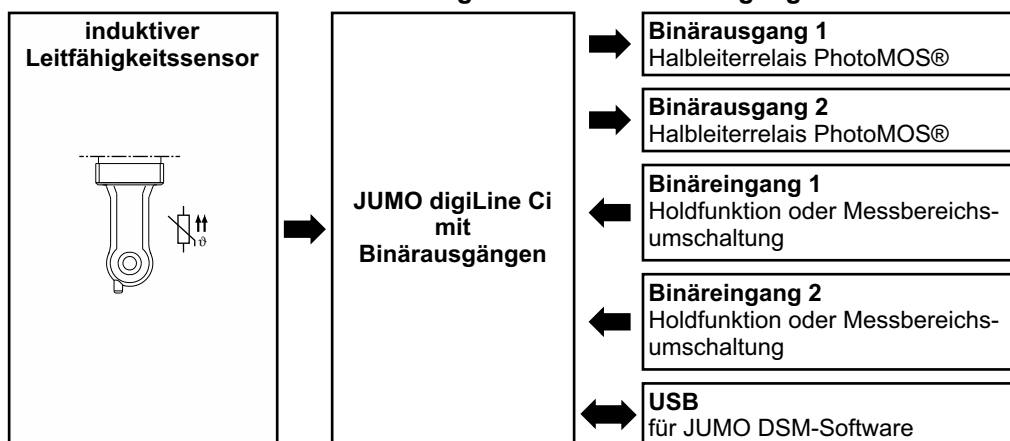 induktiver
Leitfähigkeitssensor
ϑ
JUMO digiLine Ci
mit
Binärausgängen
Binärausgang 1
Halbleiterrelais PhotoMOS®
Binärausgang 2
Halbleiterrelais PhotoMOS®
Binäreingang 1
Holdfunktion oder Messbereichs-
umschaltung
Binäreingang 2
Holdfunktion oder Messbereichs-
umschaltung
USB
für JUMO DSM-Software